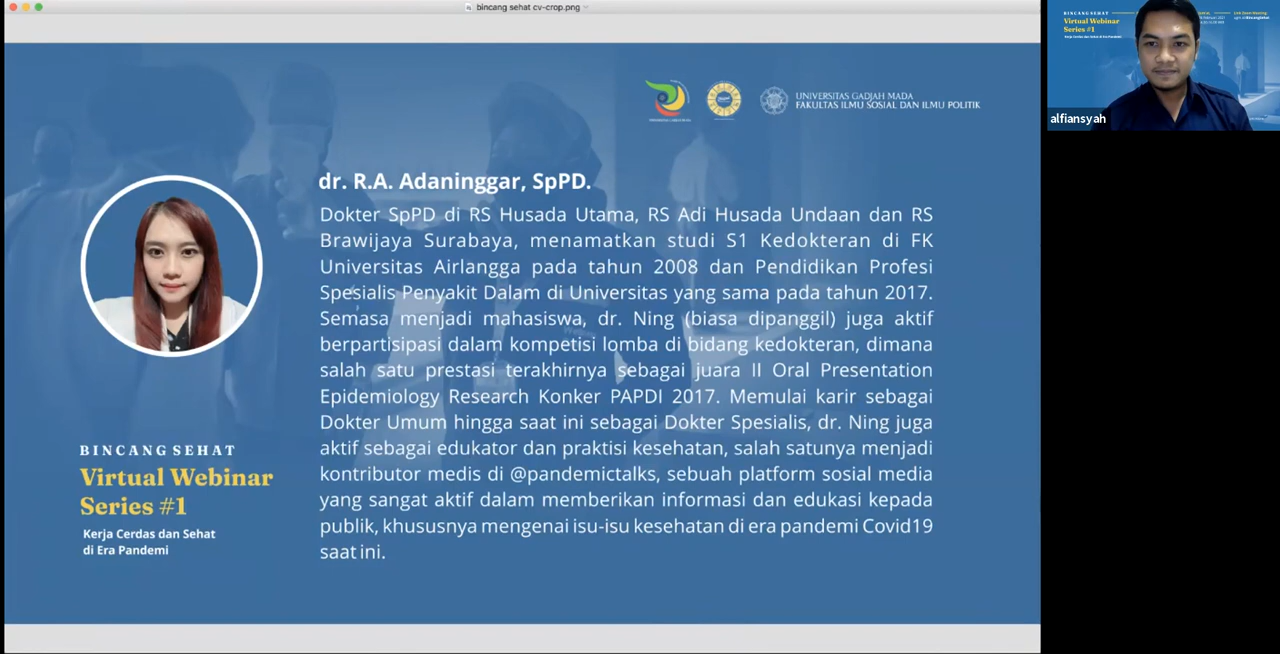 bincang sehat cv-crop.png
UNIVERSITAS GADJAH MADA
FAKULTAS ILMU SOSIAL DAN ILMU POLITIK
dr. R.A. Adaninggar, SpPD.
Dokter SpPD di RS Husada Utama, RS Adi Husada Undaan dan RS
Brawijaya Surabaya, menamatkan studi S1 Kedokteran di FK
Universitas Airlangga pada tahun 2008 dan Pendidikan Profesi
Spesialis Penyakit Dalam di Universitas yang sama pada tahun 2017.
Semasa menjadi mahasiswa, dr. Ning (biasa dipanggil) juga aktif
berpartisipasi dalam kompetisi lomba di bidang kedokteran, dimana
salah satu prestasi terakhirnya sebagai juara II Oral Presentation
Epidemiology Research Konker PAPDI 2017. Memulai karir sebagai
Dokter Umum hingga saat ini sebagai Dokter Spesialis, dr. Ning juga
aktif sebagai edukator dan praktisi kesehatan, salah satunya menjadi
kontributor medis di @pandemictalks, sebuah platform sosial media
yang sangat aktif dalam memberikan informasi dan edukasi kepada
publik, khususnya mengenai isu-isu kesehatan di era pandemi Covid19
saat ini.
BINCANG SEHAT
Virtual Webinar
Series #1
Kerja Cerdas dan Sehat
di Era Pandemi
BINCANG SEHAT
Virtual Webinar
Series #1
Kerja Cerdas dan Sehat di Era Pandemi
alfiansyah